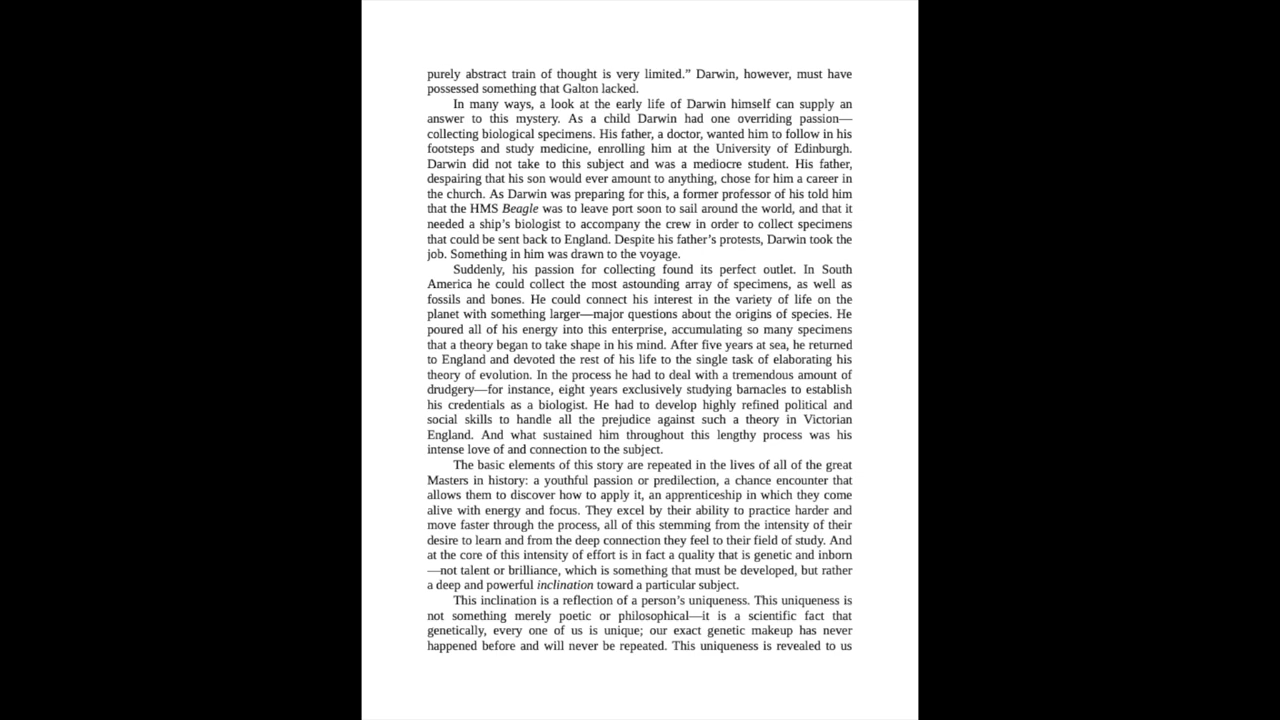 purely abstract train of thought is very limited.” Darwin, however, must have
possessed something that Galton lacked.
In many ways, a look at the early life of Darwin himself can supply an
answer to this mystery. As a child Darwin had one overriding passion—
collecting biological specimens. His father, a doctor, wanted him to follow in his
footsteps and study medicine, enrolling him at the University of Edinburgh.
Darwin did not take to this subject and was a mediocre student. His father,
despairing that his son would ever amount to anything, chose for him a career in
the church. As Darwin was preparing for this, a former professor of his told him
that the HMS Beagle was to leave port soon to sail around the world, and that it
needed a ship’s biologist to accompany the crew in order to collect specimens
that could be sent back to England. Despite his father’s protests, Darwin took the
job. Something in him was drawn to the voyage.
Suddenly, his passion for collecting found its perfect outlet. In South
America he could collect the most astounding array of specimens, as well as
fossils and bones. He could connect his interest in the variety of life on the
planet with something larger—major questions about the origins of species. He
poured all of his energy into this enterprise, accumulating so many specimens
that a theory began to take shape in his mind. After five years at sea, he returned
to England and devoted the rest of his life to the single task of elaborating his
theory of evolution. In the process he had to deal with a tremendous amount of
drudgery—for instance, eight years exclusively studying barnacles to establish
his credentials as a biologist. He had to develop highly refined political and
social skills to handle all the prejudice against such a theory in Victorian
England. And what sustained him throughout this lengthy process was his
intense love of and connection to the subject.
The basic elements of this story are repeated in the lives of all of the great
Masters in history: a youthful passion or predilection, a chance encounter that
allows them to discover how to apply it, an apprenticeship in which they come
alive with energy and focus. They excel by their ability to practice harder and
move faster through the process, all of this stemming from the intensity of their
desire to learn and from the deep connection they feel to their field of study. And
at the core of this intensity of effort is in fact a quality that is genetic and inborn
—not talent or brilliance, which is something that must be developed, but rather
a deep and powerful inclination toward a particular subject.
This inclination is a reflection of a person’s uniqueness. This uniqueness is
not something merely poetic or philosophical—it is a scientific fact that
genetically, every one of us is unique; our exact genetic makeup has never
happened before and will never be repeated. This uniqueness is revealed to us